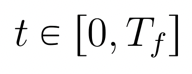 t ∈ [0, T_f]